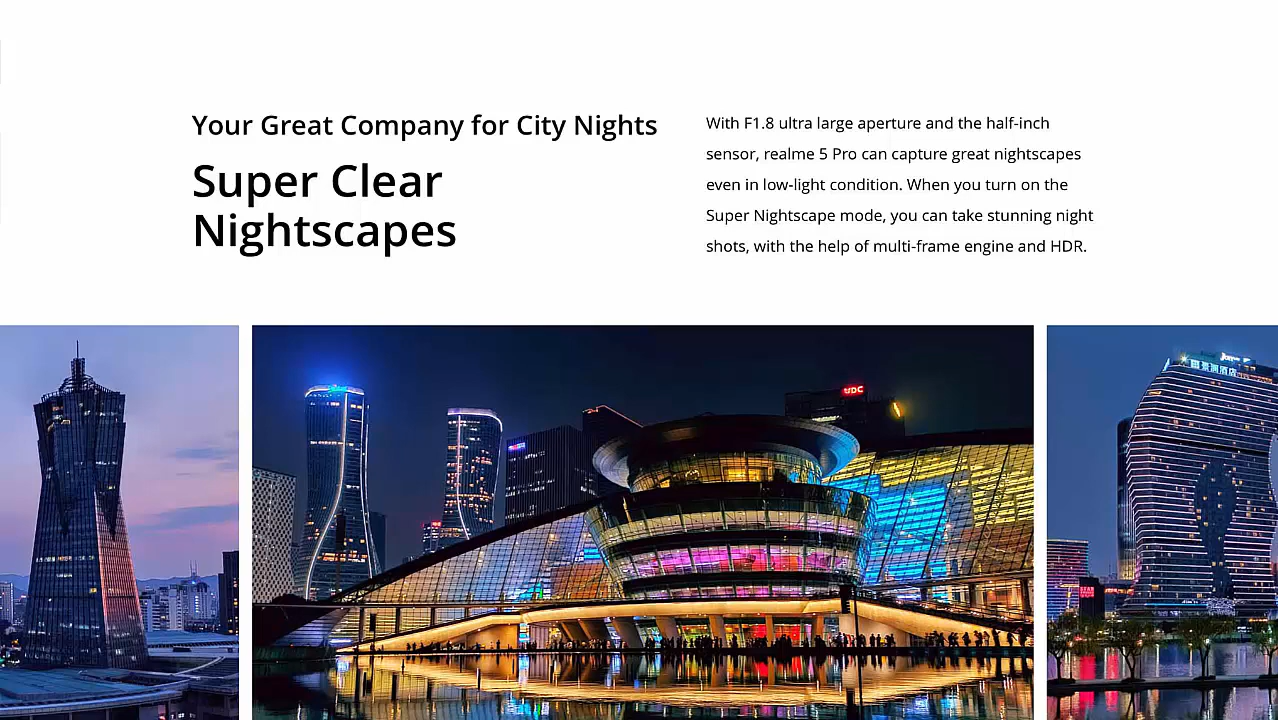 Your Great Company for City Nights
Super Clear
Nightscapes
With F1.8 ultra large aperture and the half-inch
sensor, realme 5 Pro can capture great nightscapes
even in low-light condition. When you turn on the
Super Nightscape mode, you can take stunning night
shots, with the help of multi-frame engine and HDR.
UDC